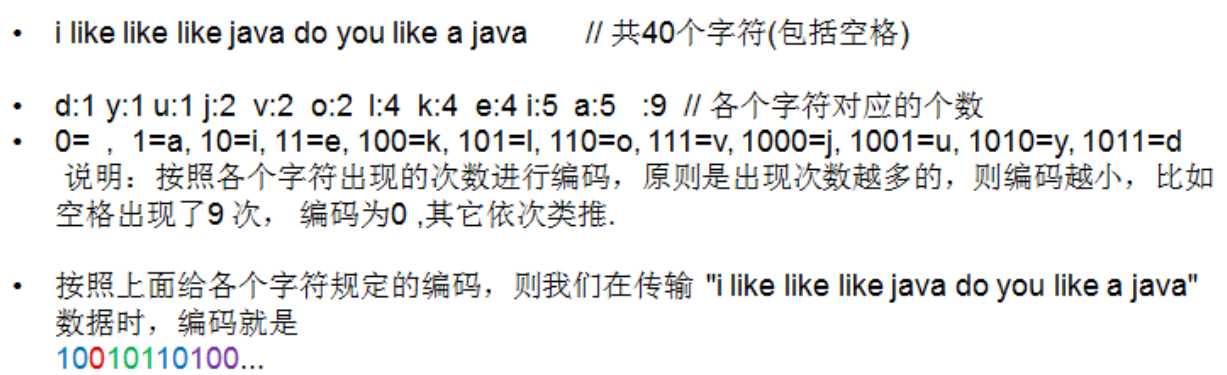 • i like like like java do you like a java // 共40个字符(包括空格)
• d:1 y:1 u:1 j:2 v:2 o:2 l:4 k:4 e:4 i:5 a:5 :9 // 各个字符对应的个数
• 0= , 1=a, 10=i, 11=e, 100=k, 101=l, 110=o, 111=v, 1000=j, 1001=u, 1010=y, 1011=d
说明：按照各个字符出现的次数进行编码，原则是出现次数越多的，则编码越小，比如
空格出现了9 次， 编码为0 ,其它依次类推.
• 按照上面给各个字符规定的编码，则我们在传输 "i like like like java do you like a java"
数据时，编码就是
10010110100...